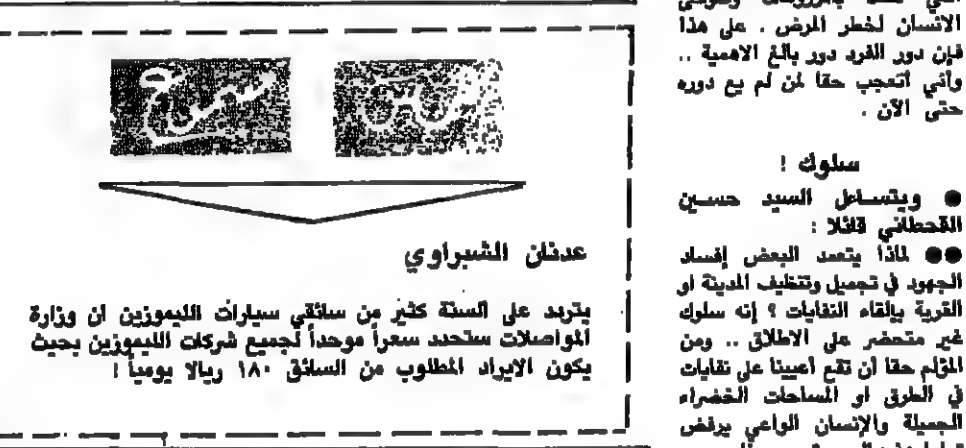 الانسان لخطر المرض . على هذا
فإن دور الفرد دور بالغ الاهمية ..
وأني أتعجب حقا لمن لم يع دوره
حتى الآن .
سلوك !
● ويتساءل السيد حسين
القحطاني قائلا :
●● لماذا يتعمد البعض إفساد
الجهود في تجميل وتنظيف المدينة او
القرية بإلقاء النفايات ؟ إنه سلوك
غير متحضر على الاطلاق .. ومن
المؤلم حقا أن تقع أعيينا على نفايات
في الطرق او المساحات الخضراء
الجميلة والإنسان الواعي يرفض
عدنان الشبراوي
يتردد على السنة كثير من سائقي سيارات الليموزين ان وزارة
المواصلات ستحدد سعراً موحداً لجميع شركات الليموزين بحيث
يكون الايراد المطلوب من السائق ١٨٠ ريالا يومياً !